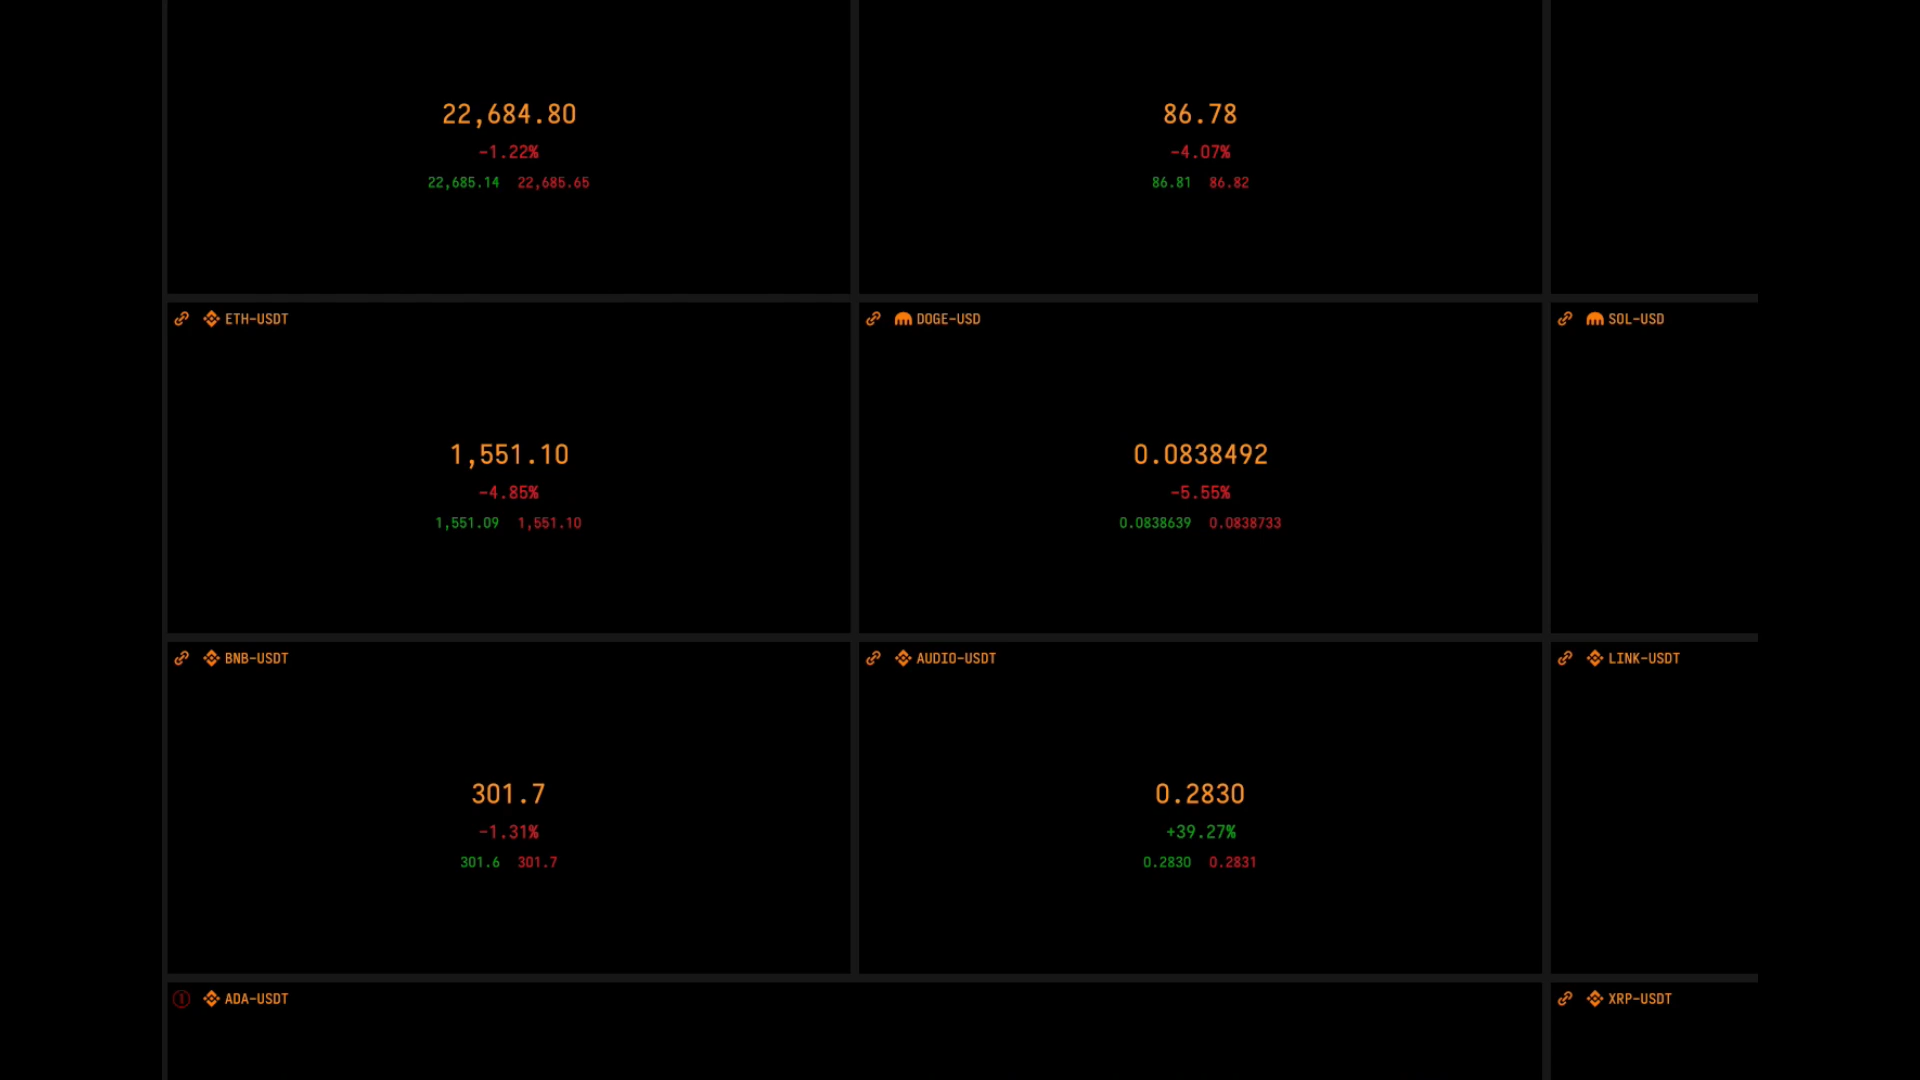 22,684.80
-1.22%
22,685.14 22,685.65
86.78
-4.07%
86.81 86.82
ETH-USDT
1,551.10
-4.85%
1,551.09 1,551.10
DOGE-USD
0.0838492
-5.55%
0.0838639 0.0838733
SOL-USD
BNB-USDT
301.7
-1.31%
301.6 301.7
AUDIO-USDT
0.2830
+39.27%
0.2830 0.2831
LINK-USDT
1 ADA-USDT
XRP-USDT